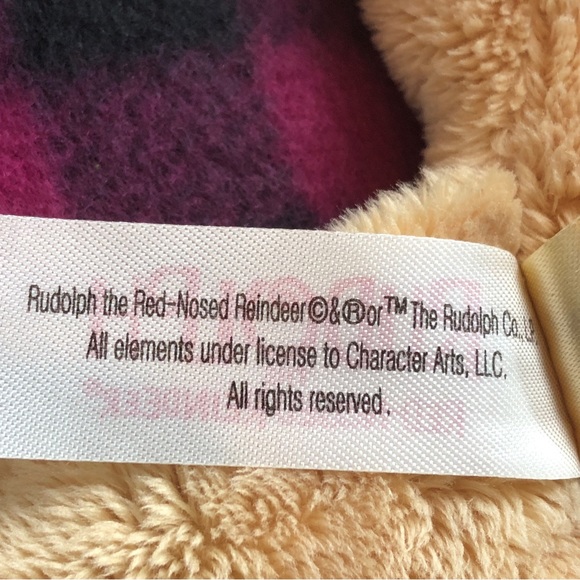 Rudolph the Red-Nosed Reindeer©&®or™ The Rudolph Co., L.P.
All elements under license to Character Arts, LLC.
All rights reserved.